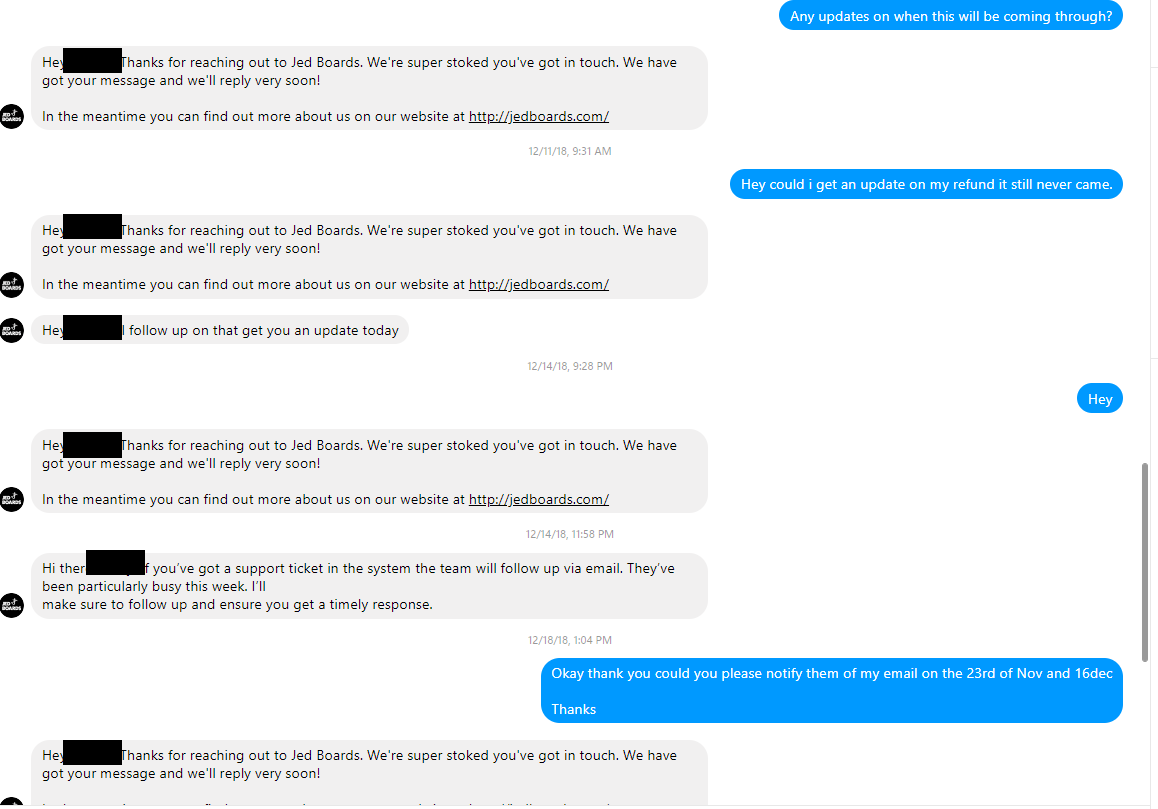 Any updates on when this will be coming through?
Hey Thanks for reaching out to Jed Boards. We're super stoked you've got in touch. We have
got your message and we'll reply very soon!
In the meantime you can find out more about us on our website at http://jedboards.com/
JED BOARDS
12/11/18, 9:31 AM
Hey could i get an update on my refund it still never came.
Hey Thanks for reaching out to Jed Boards. We're super stoked you've got in touch. We have
got your message and we'll reply very soon!
In the meantime you can find out more about us on our website at http://jedboards.com/
JED BOARDS
Hey I follow up on that get you an update today
JED BOARDS
12/14/18, 9:28 PM
Hey
Hey Thanks for reaching out to Jed Boards. We're super stoked you've got in touch. We have
got your message and we'll reply very soon!
In the meantime you can find out more about us on our website at http://jedboards.com/
JED BOARDS
12/14/18, 11:58 PM
Hi ther f you’ve got a support ticket in the system the team will follow up via email. They’ve
been particularly busy this week. I’ll
make sure to follow up and ensure you get a timely response.
JED BOARDS
12/18/18, 1:04 PM
Okay thank you could you please notify them of my email on the 23rd of Nov and 16dec
Thanks
Hey Thanks for reaching out to Jed Boards. We're super stoked you've got in touch. We have
got your message and we'll reply very soon!